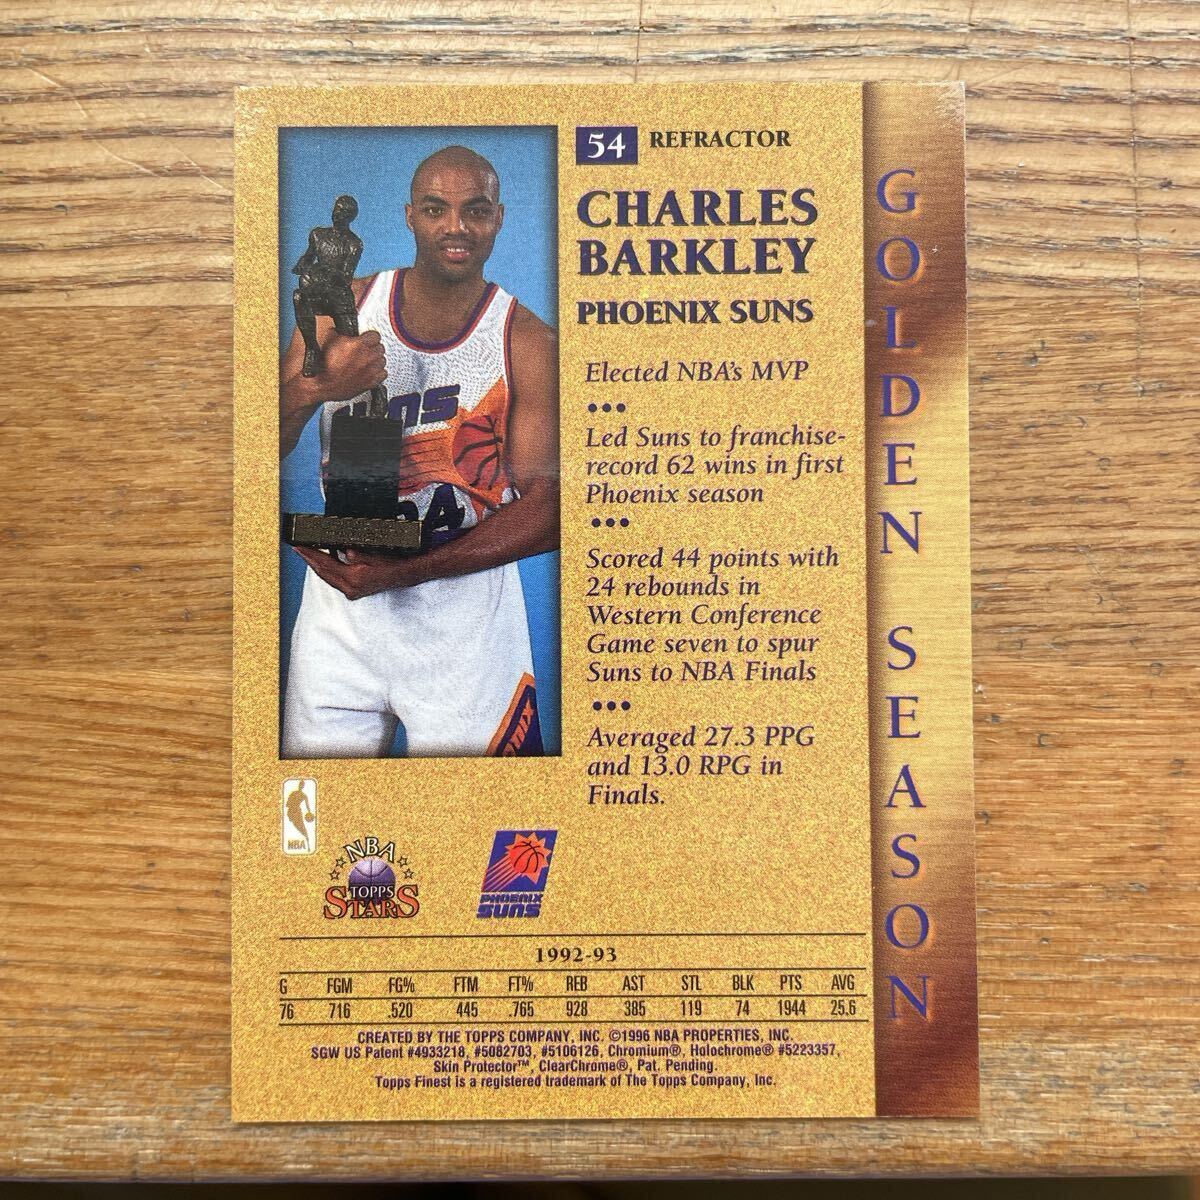 54 REFRACTOR
CHARLES
BARKLEY
PHOENIX SUNS
Elected NBA's MVP
•••
Led Suns to franchise-
record 62 wins in first
Phoenix season
•••
Scored 44 points with
24 rebounds in
Western Conference
Game seven to spur
Suns to NBA Finals
•••
Averaged 27.3 PPG
and 13.0 RPG in
Finals.
GOLDEN SEASON
NBA
NBA
TOPPS
STARS
PHOENIX
SUNS
1992-93
G FGM FG% FTM FT% REB AST STL BLK PTS AVG
76 716 .520 445 .765 928 385 119 74 1944 25.6
CREATED BY THE TOPPS COMPANY, INC. ©1996 NBA PROPERTIES, INC.
SGW US Patent #4933218, #5082703, #5106126, Chromium®, Holochrome® #5223357,
Skin Protector™, ClearChrome®, Pat. Pending.
Topps Finest is a registered trademark of The Topps Company, Inc.